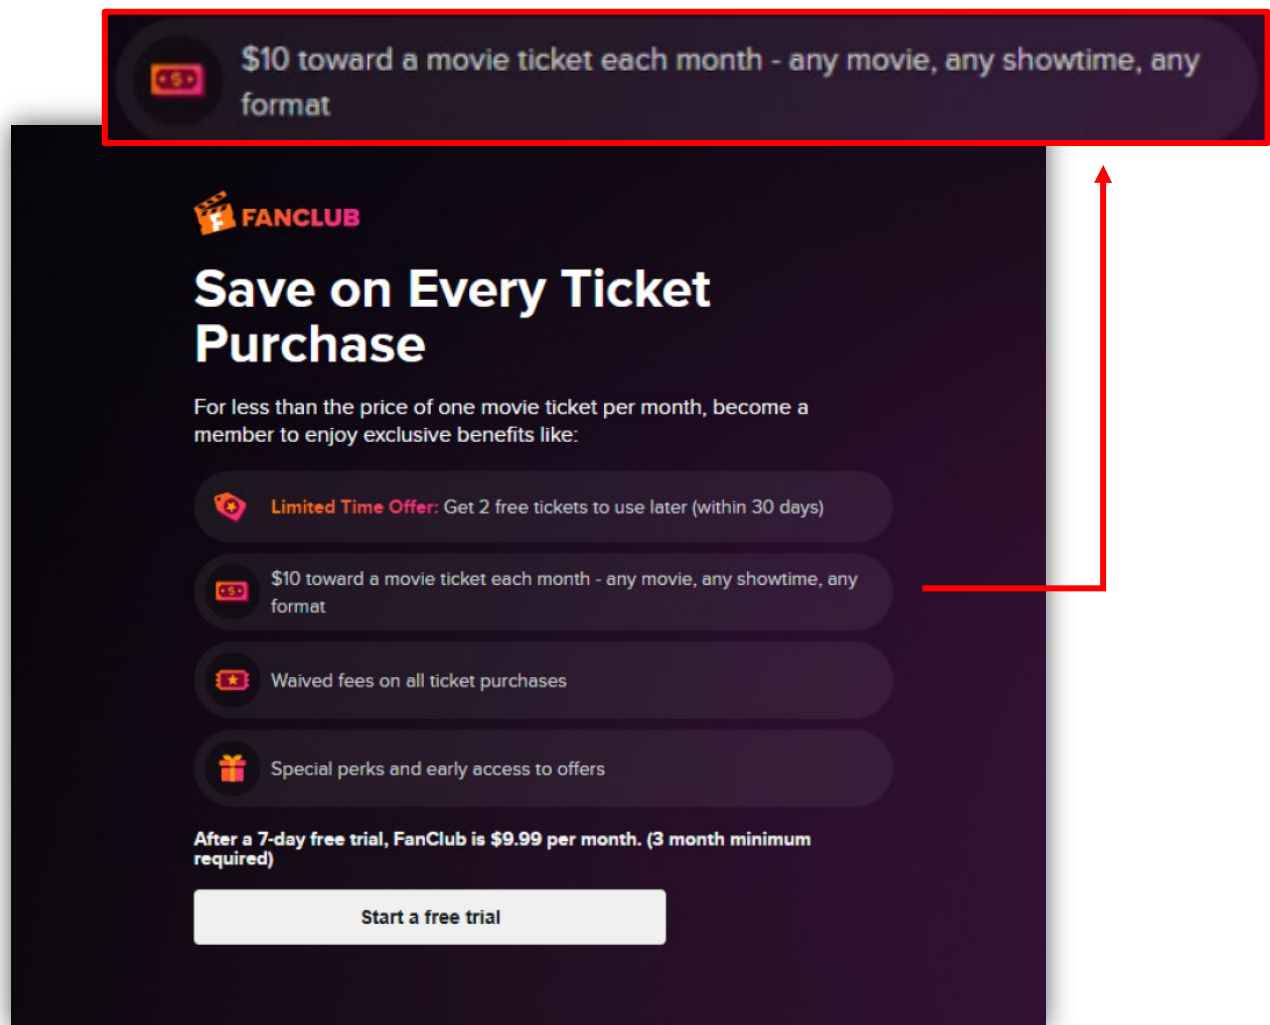 $10 toward a movie ticket each month - any movie, any showtime, any
format
FANCLUB
Save on Every Ticket
Purchase
For less than the price of one movie ticket per month, become a
member to enjoy exclusive benefits like:
Limited Time Offer: Get 2 free tickets to use later (within 30 days)
$10 toward a movie ticket each month - any movie, any showtime, any
format
Waived fees on all ticket purchases
Special perks and early access to offers
After a 7-day free trial, FanClub is $9.99 per month. (3 month minimum
required)
Start a free trial